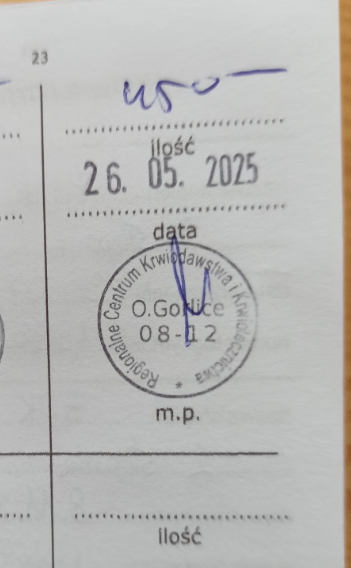 23
450 —
ilość
26. 05. 2025
data
Regionalne Centrum Krwiodawstwa i Krwiolecznictwa *
O.Gorlice
08-12
m.p.
ilość